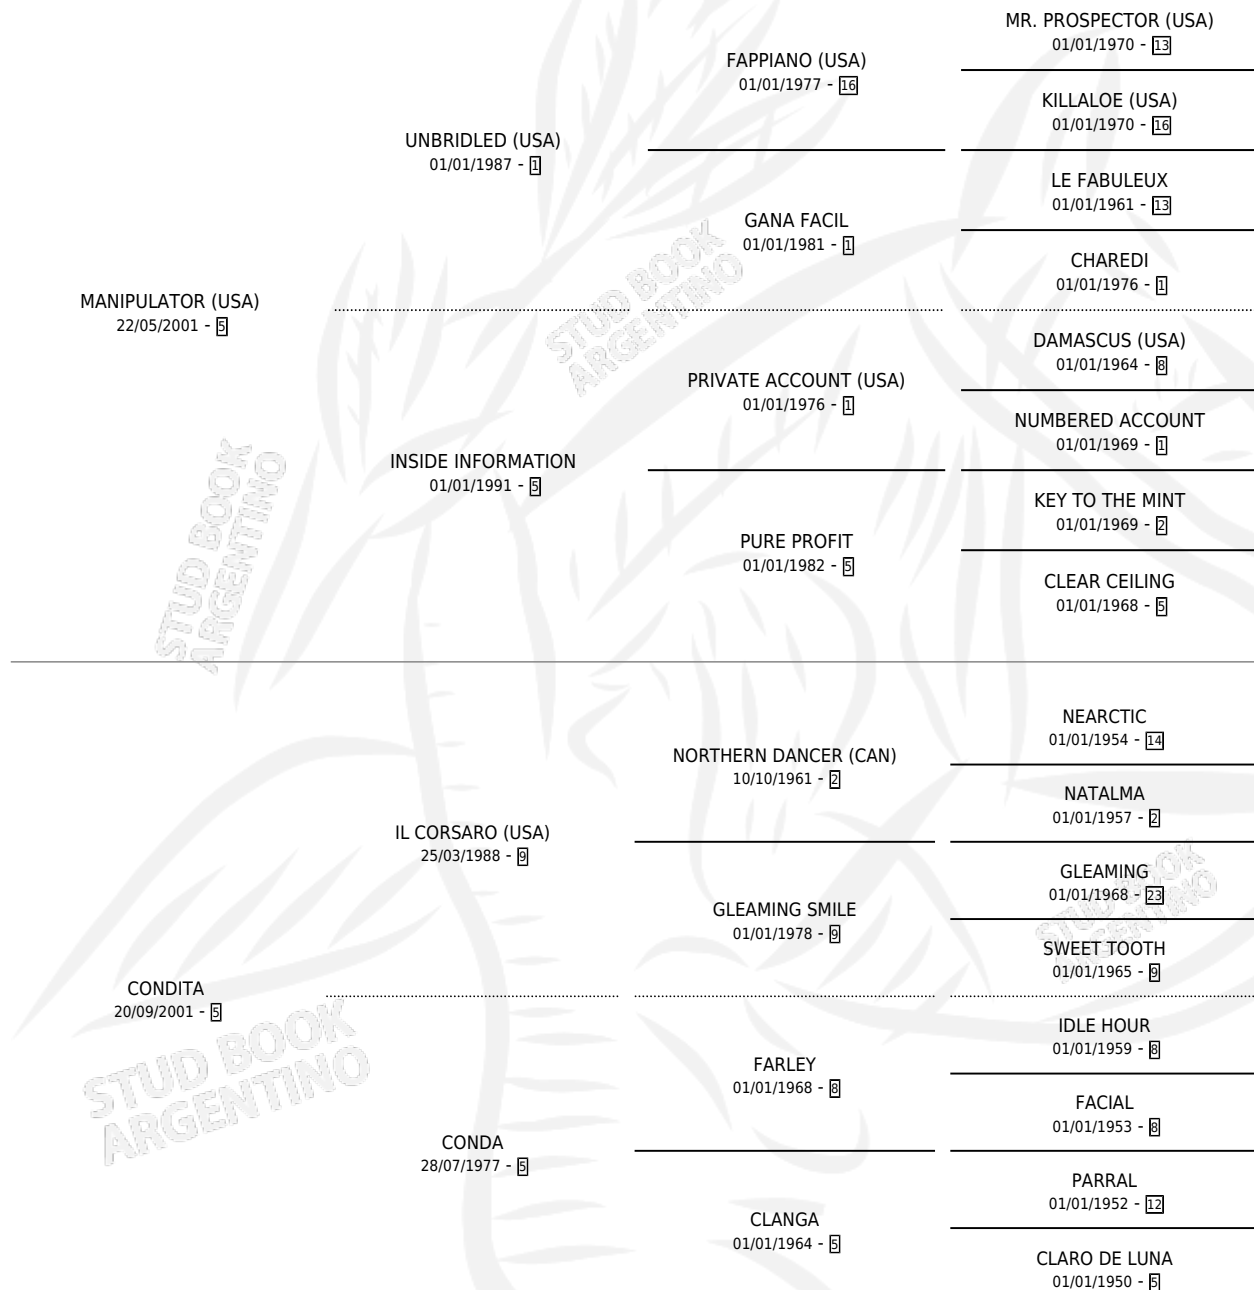 MR. PROSPECTOR (USA)
01/01/1970 - 13
FAPPIANO (USA)
01/01/1977 - 16
KILLALOE (USA)
01/01/1970 - 16
UNBRIDLED (USA)
01/01/1987 - 1
LE FABULEUX
01/01/1961 - 13
GANA FACIL
01/01/1981 - 1
CHAREDI
01/01/1976 - 1
MANIPULATOR (USA)
22/05/2001 - 5
STUD BOOK
ARGENTINO
DAMASCUS (USA)
01/01/1964 - 8
PRIVATE ACCOUNT (USA)
01/01/1976 - 1
NUMBERED ACCOUNT
01/01/1969 - 1
INSIDE INFORMATION
01/01/1991 - 5
KEY TO THE MINT
01/01/1969 - 2
PURE PROFIT
01/01/1982 - 5
CLEAR CEILING
01/01/1968 - 5
STUD BOOK
ARGENTINO
NEARCTIC
01/01/1954 - 14
NORTHERN DANCER (CAN)
10/10/1961 - 2
NATALMA
01/01/1957 - 2
IL CORSARO (USA)
25/03/1988 - 9
GLEAMING
01/01/1968 - 23
GLEAMING SMILE
01/01/1978 - 9
STUD BOOK
ARGENTINO
SWEET TOOTH
01/01/1965 - 9
CONDITA
20/09/2001 - 5
IDLE HOUR
01/01/1959 - 8
FARLEY
01/01/1968 - 8
FACIAL
01/01/1953 - 8
STUD BOOK
ARGENTINO
CONDA
28/07/1977 - 5
PARRAL
01/01/1952 - 12
CLANGA
01/01/1964 - 5
CLARO DE LUNA
01/01/1950 - 5